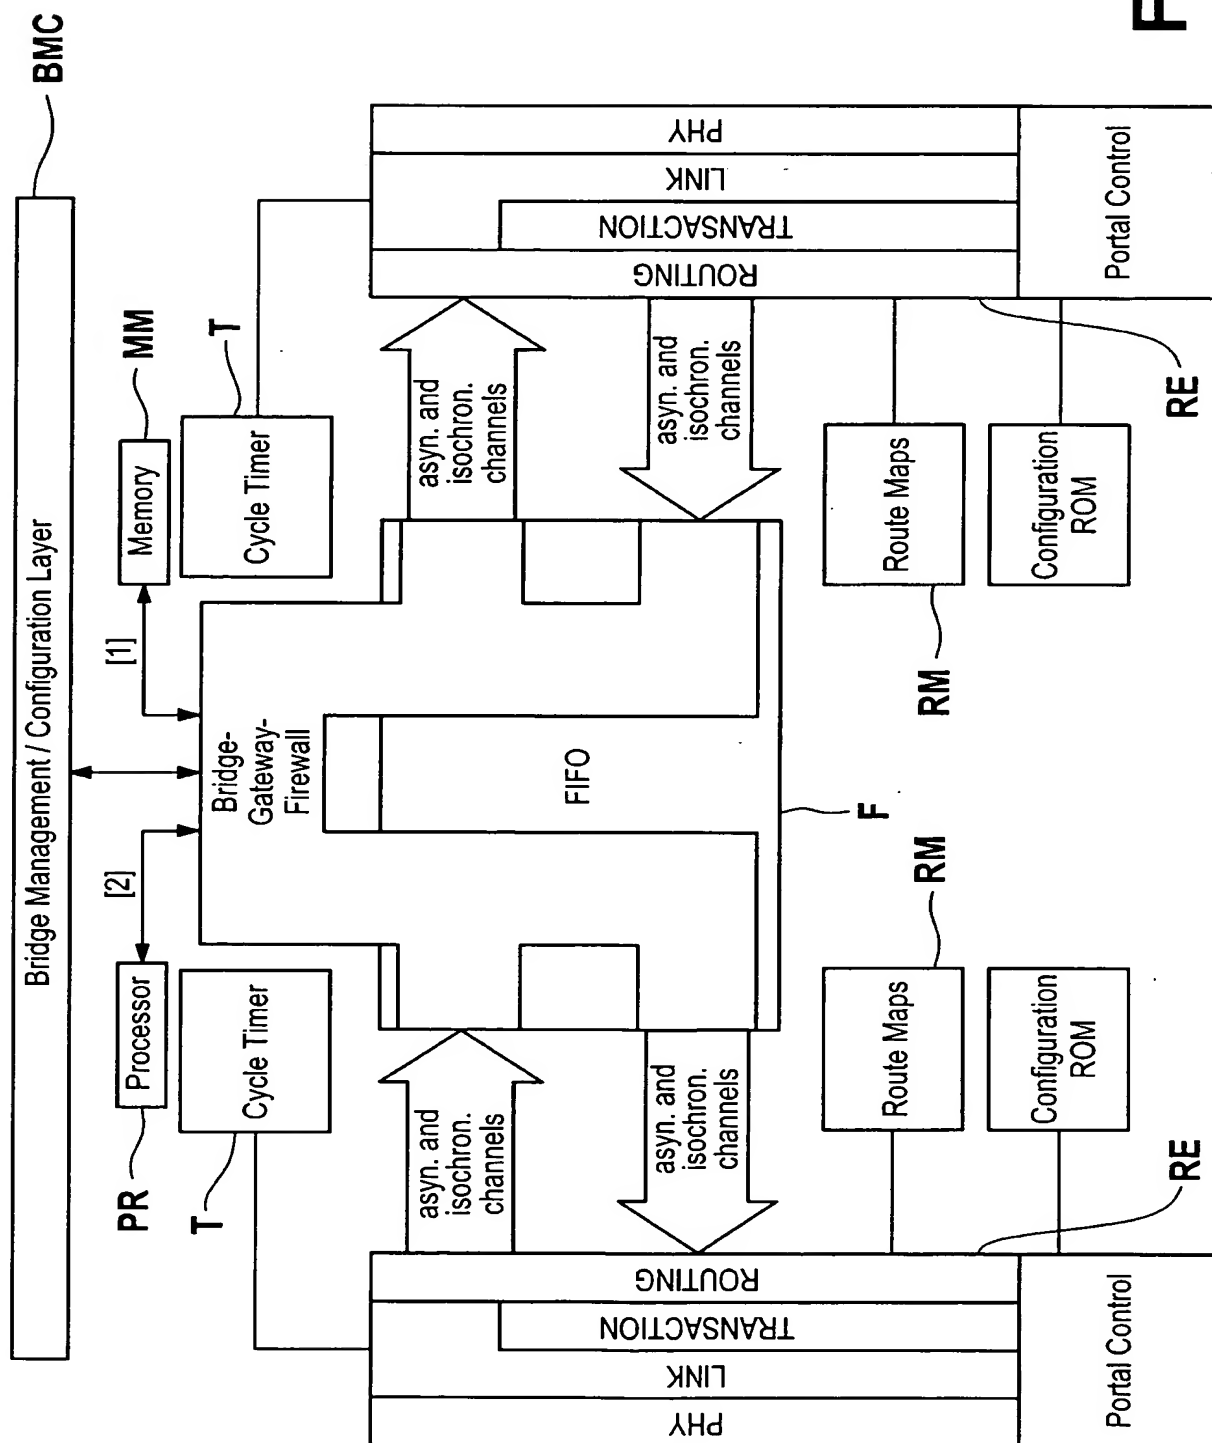 BMC
Bridge Management / Configuration Layer
PR
Processor
[2]
[1]
Memory
MM
T
Cycle Timer
Cycle Timer
T
Bridge-
Gateway-
Firewall
FIFO
F
asyn. and
isochron.
channels
asyn. and
isochron.
channels
asyn. and
isochron.
channels
asyn. and
isochron.
channels
PHY
LINK
TRANSACTION
ROUTING
ROUTING
TRANSACTION
LINK
PHY
Route Maps
RM
Route Maps
RM
Configuration
ROM
Configuration
ROM
RE
RE
Portal Control
Portal Control
F